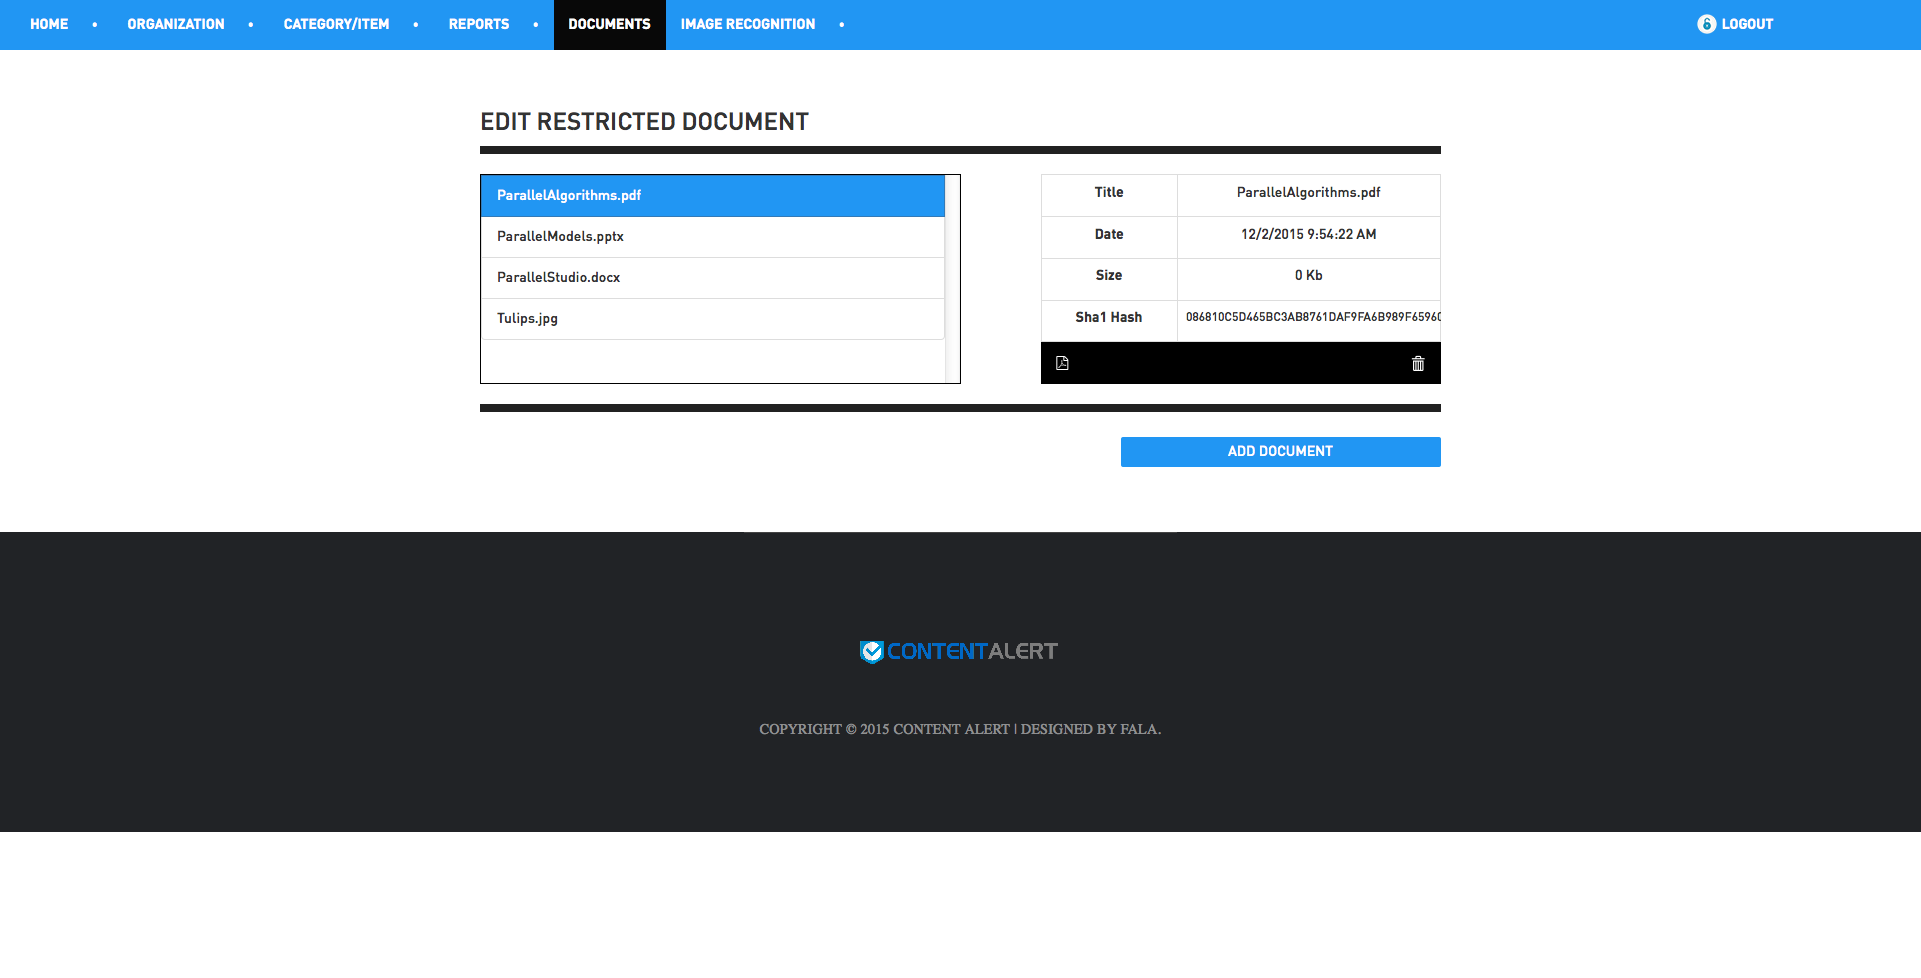 HOME • ORGANIZATION • CATEGORY/ITEM • REPORTS • DOCUMENTS IMAGE RECOGNITION • LOGOUT
EDIT RESTRICTED DOCUMENT
ParallelAlgorithms.pdf
ParallelModels.pptx
ParallelStudio.docx
Tulips.jpg
Title ParallelAlgorithms.pdf
Date 12/2/2015 9:54:22 AM
Size 0 Kb
Sha1 Hash 086810C5D465BC3AB8761DAF9FA6B989F6596
ADD DOCUMENT
CONTENTALERT
COPYRIGHT © 2015 CONTENT ALERT | DESIGNED BY FALA.